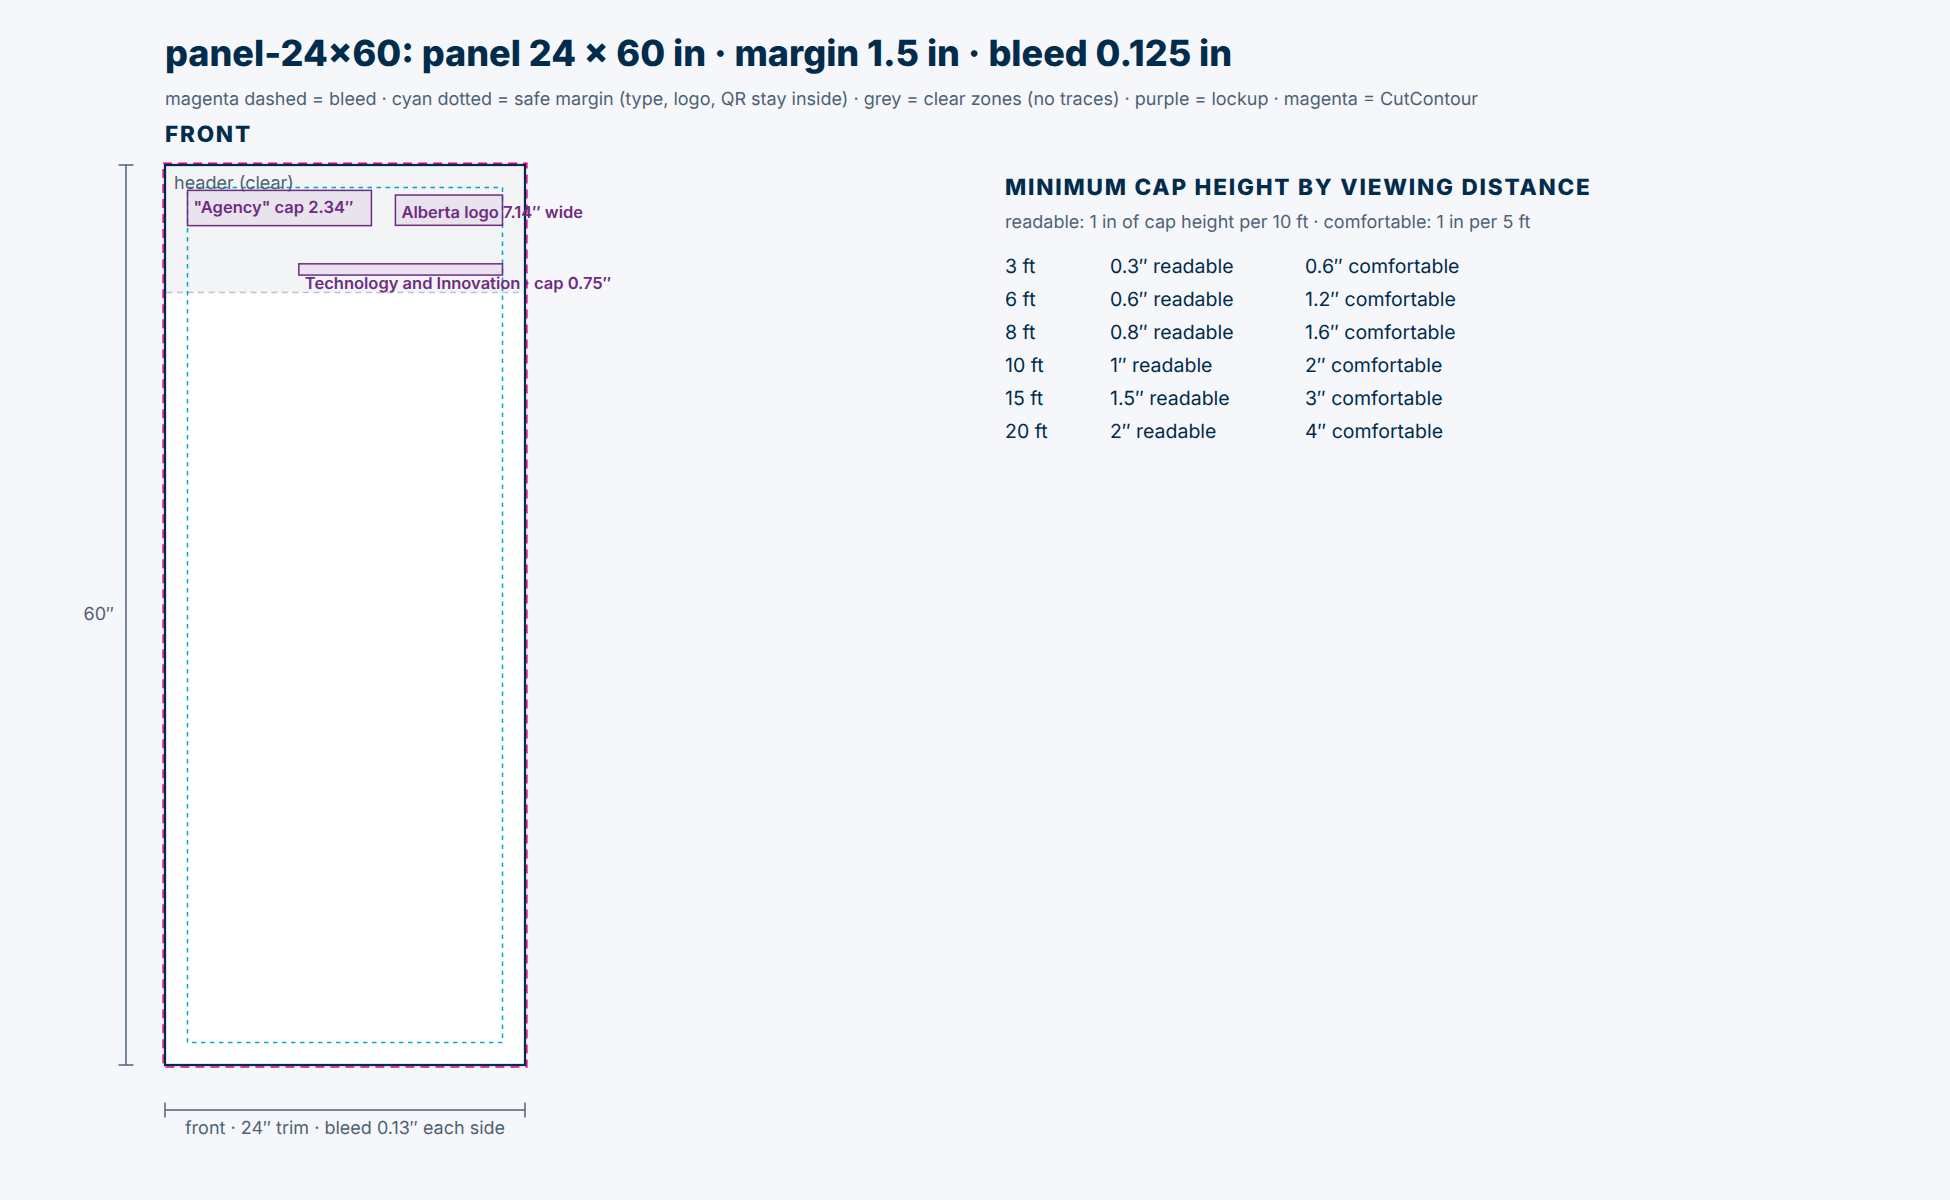 panel-24×60: panel 24 × 60 in · margin 1.5 in · bleed 0.125 in
magenta dashed = bleed · cyan dotted = safe margin (type, logo, QR stay inside) · grey = clear zones (no traces) · purple = lockup · magenta = CutContour
FRONT
header (clear)
"Agency" cap 2.34″
Alberta logo 7.14″ wide
Technology and Innovation · cap 0.75″
60″
front · 24″ trim · bleed 0.13″ each side
MINIMUM CAP HEIGHT BY VIEWING DISTANCE
readable: 1 in of cap height per 10 ft · comfortable: 1 in per 5 ft
3 ft 0.3″ readable 0.6″ comfortable
6 ft 0.6″ readable 1.2″ comfortable
8 ft 0.8″ readable 1.6″ comfortable
10 ft 1″ readable 2″ comfortable
15 ft 1.5″ readable 3″ comfortable
20 ft 2″ readable 4″ comfortable